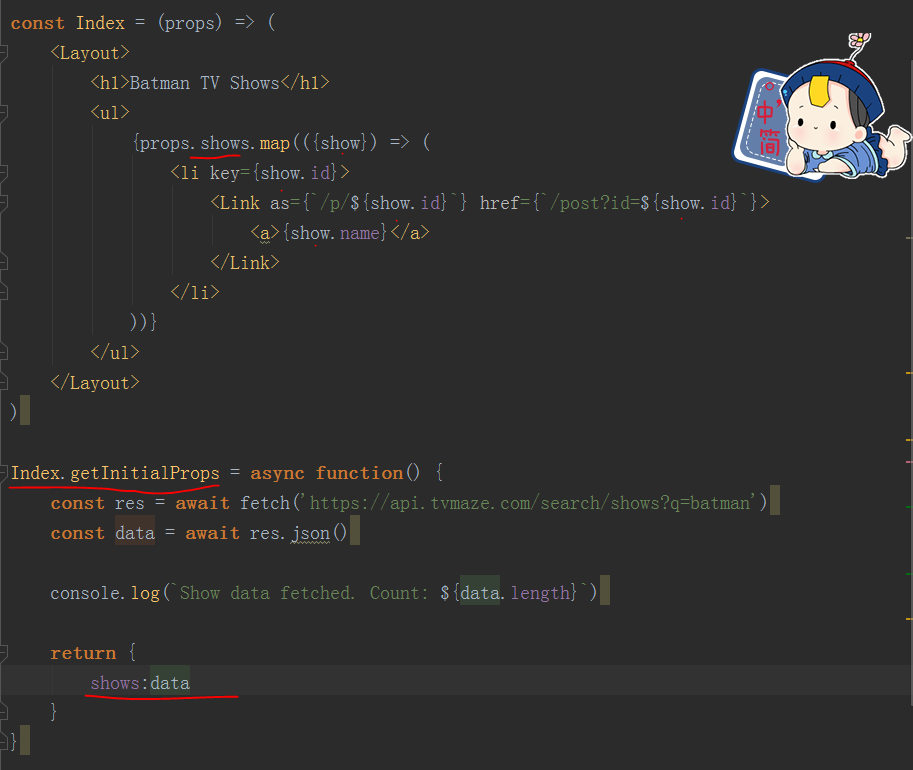 const Index = (props) => (
    <Layout>
        <h1>Batman TV Shows</h1>
        <ul>
            {props.shows.map(({show}) => (
                <li key={show.id}>
                    <Link as={`/p/${show.id}`} href={`/post?id=${show.id}`}>
                        <a>{show.name}</a>
                    </Link>
                </li>
            ))}
        </ul>
    </Layout>
)
Index.getInitialProps = async function() {
    const res = await fetch('https://api.tvmaze.com/search/shows?q=batman')
    const data = await res.json()
    console.log(`Show data fetched. Count: ${data.length}`)
    return {
        shows:data
    }
}
中
简